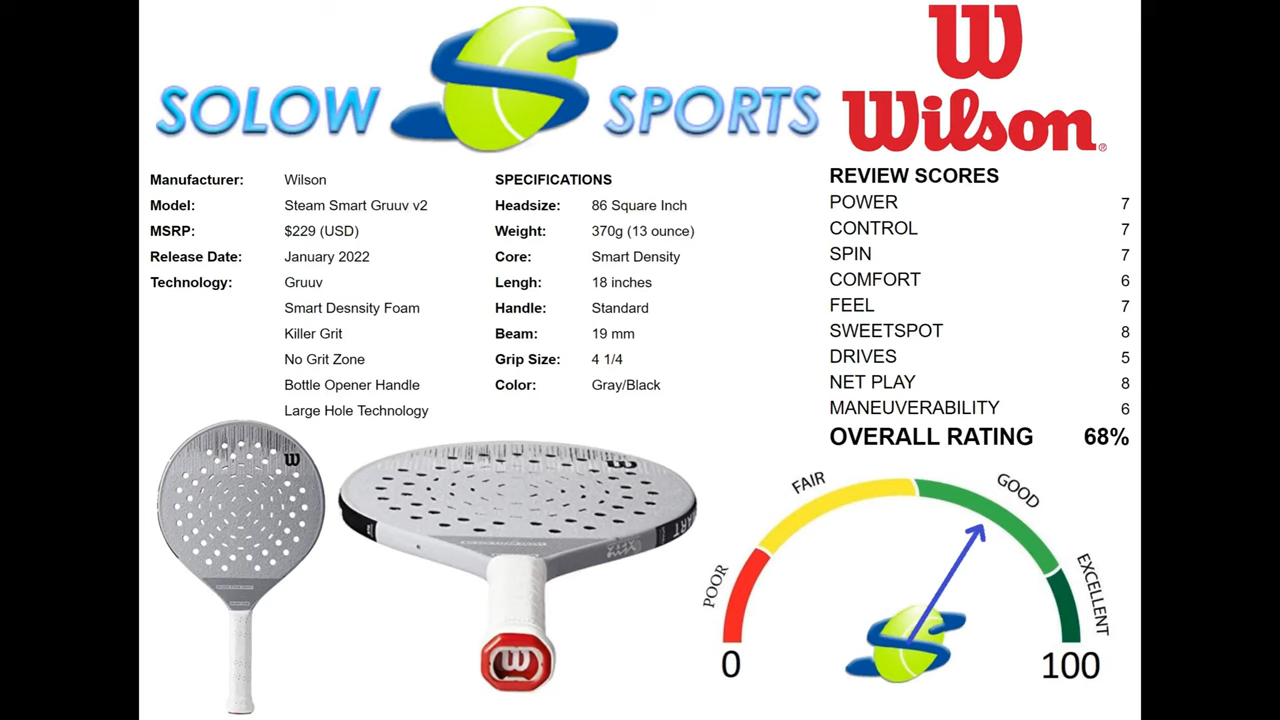 SOLOW SPORTS
W
Wilson®
Manufacturer: Wilson
Model: Steam Smart Gruuv v2
MSRP: $229 (USD)
Release Date: January 2022
Technology: Gruuv
Smart Desnsity Foam
Killer Grit
No Grit Zone
Bottle Opener Handle
Large Hole Technology
SPECIFICATIONS
Headsize: 86 Square Inch
Weight: 370g (13 ounce)
Core: Smart Density
Lengh: 18 inches
Handle: Standard
Beam: 19 mm
Grip Size: 4 1/4
Color: Gray/Black
REVIEW SCORES
POWER 7
CONTROL 7
SPIN 7
COMFORT 6
FEEL 7
SWEETSPOT 8
DRIVES 5
NET PLAY 8
MANEUVERABILITY 6
OVERALL RATING 68%
W
W
W
POOR
FAIR
GOOD
EXCELLENT
0
100